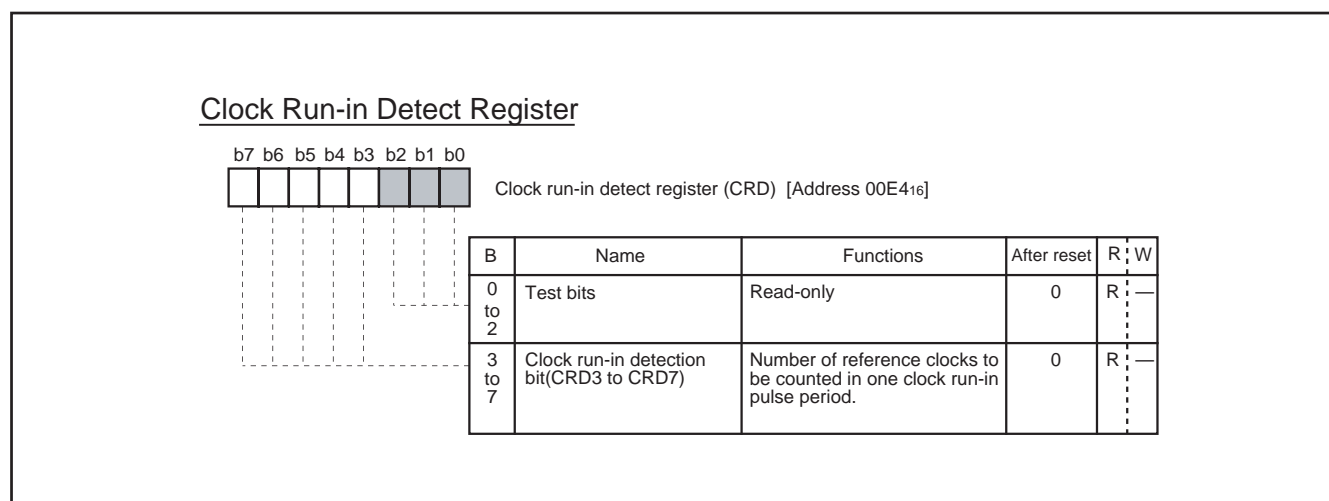 Clock Run-in Detect Register
b7 b6 b5 b4 b3 b2 b1 b0
Clock run-in detect register (CRD) [Address 00E416]
B Name Functions After reset R W
0 to 2 Test bits Read-only 0 R —
3 to 7 Clock run-in detection bit(CRD3 to CRD7) Number of reference clocks to be counted in one clock run-in pulse period. 0 R —